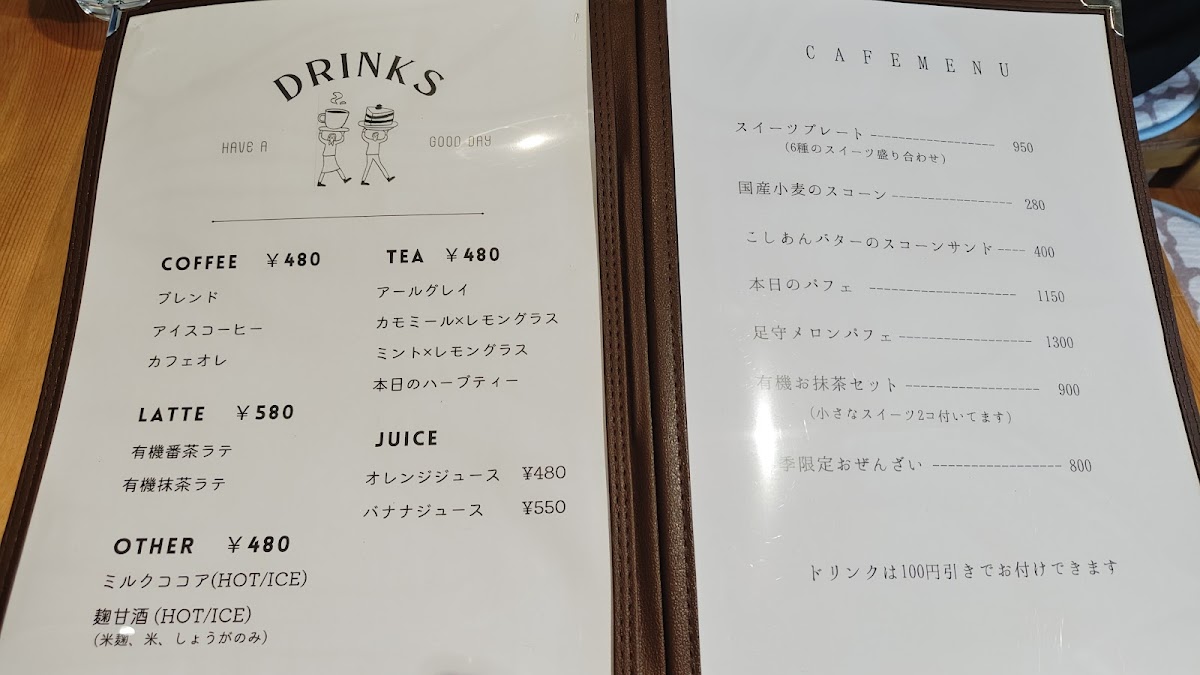 DRINKS
HAVE A GOOD DAY
COFFEE ￥480
ブレンド
アイスコーヒー
カフェオレ
LATTE ￥580
有機番茶ラテ
有機抹茶ラテ
OTHER ￥480
ミルクココア(HOT/ICE)
麹甘酒 (HOT/ICE)
(米麹、米、しょうがのみ)
TEA ￥480
アールグレイ
カモミール×レモングラス
ミント×レモングラス
本日のハーブティー
JUICE
オレンジジュース ¥480
バナナジュース ¥550
CAFEMENU
スイーツプレート 950
(6種のスイーツ盛り合わせ)
国産小麦のスコーン 280
こしあんバターのスコーンサンド 400
本日のパフェ 1150
足守メロンパフェ 1300
有機お抹茶セット 900
(小さなスイーツ2コ付いてます)
季限定おぜんざい 800
ドリンクは100円引きでお付けできます